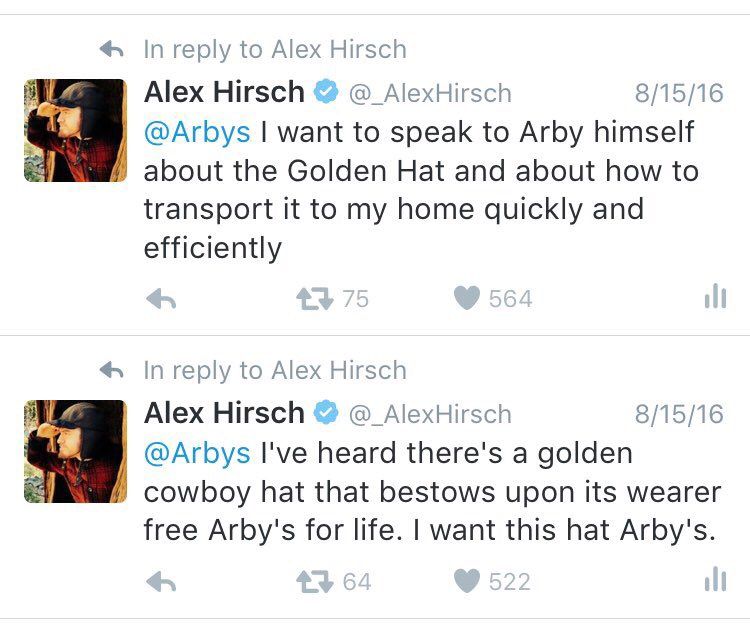 In reply to Alex Hirsch
Alex Hirsch @_AlexHirsch 8/15/16
@Arbys I want to speak to Arby himself
about the Golden Hat and about how to
transport it to my home quickly and
efficiently
75 564
In reply to Alex Hirsch
Alex Hirsch @_AlexHirsch 8/15/16
@Arbys I've heard there's a golden
cowboy hat that bestows upon its wearer
free Arby's for life. I want this hat Arby's.
64 522